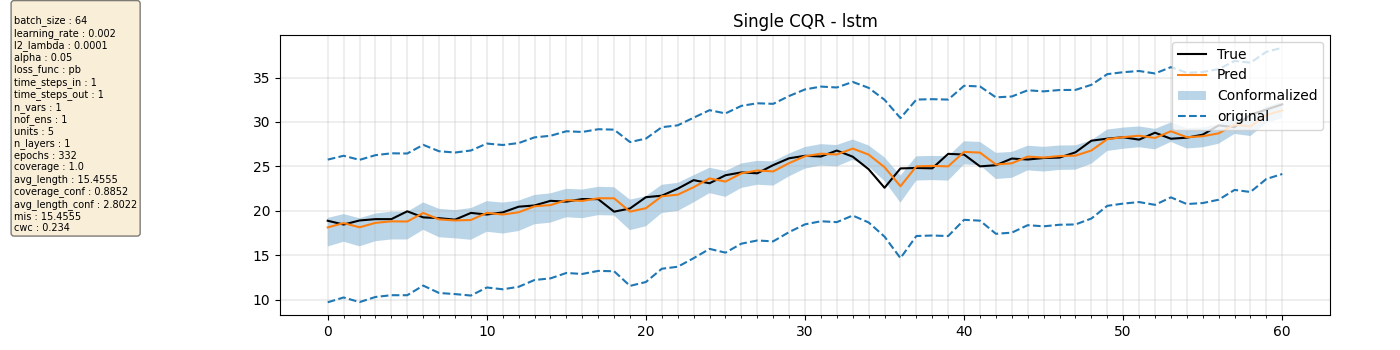 batch_size : 64
learning_rate : 0.002
l2_lambda : 0.0001
alpha : 0.05
loss_func : pb
time_steps_in : 1
time_steps_out : 1
n_vars : 1
nof_ens : 1
units : 5
n_layers : 1
epochs : 332
coverage : 1.0
avg_length : 15.4555
coverage_conf : 0.8852
avg_length_conf : 2.8022
mis : 15.4555
cwc : 0.234
Single CQR - lstm
True
Pred
Conformalized
original
35
30
25
20
15
10
0 10 20 30 40 50 60